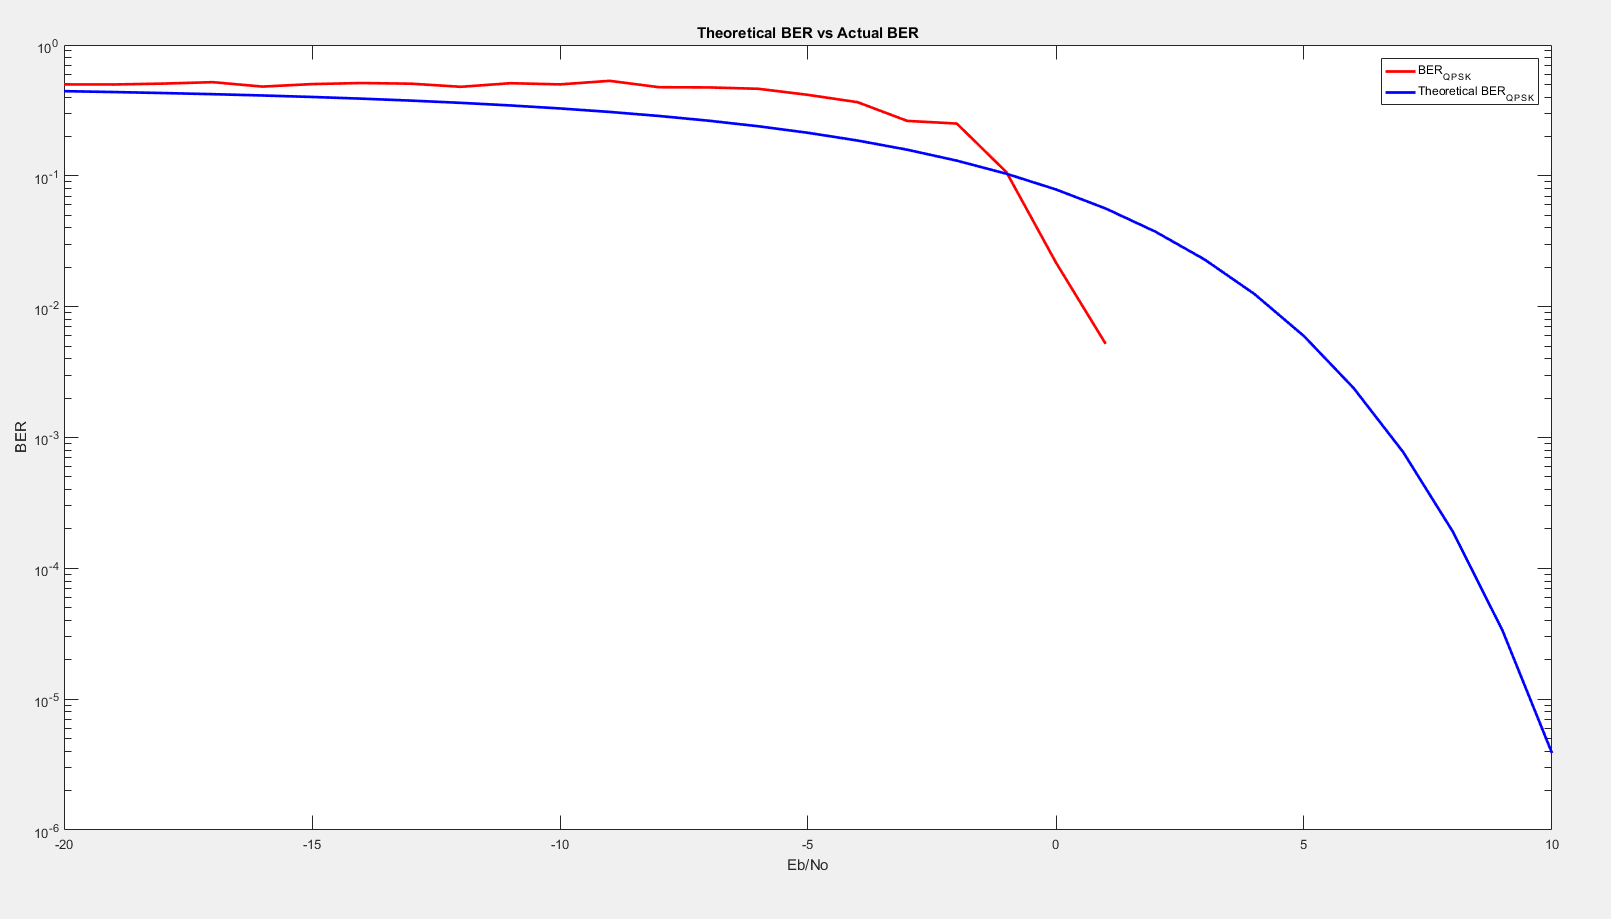 Theoretical BER vs Actual BER
BER_QPSK
Theoretical BER_QPSK
10^0
10^-1
10^-2
10^-3
10^-4
10^-5
10^-6
BER
-20 -15 -10 -5 0 5 10
Eb/No